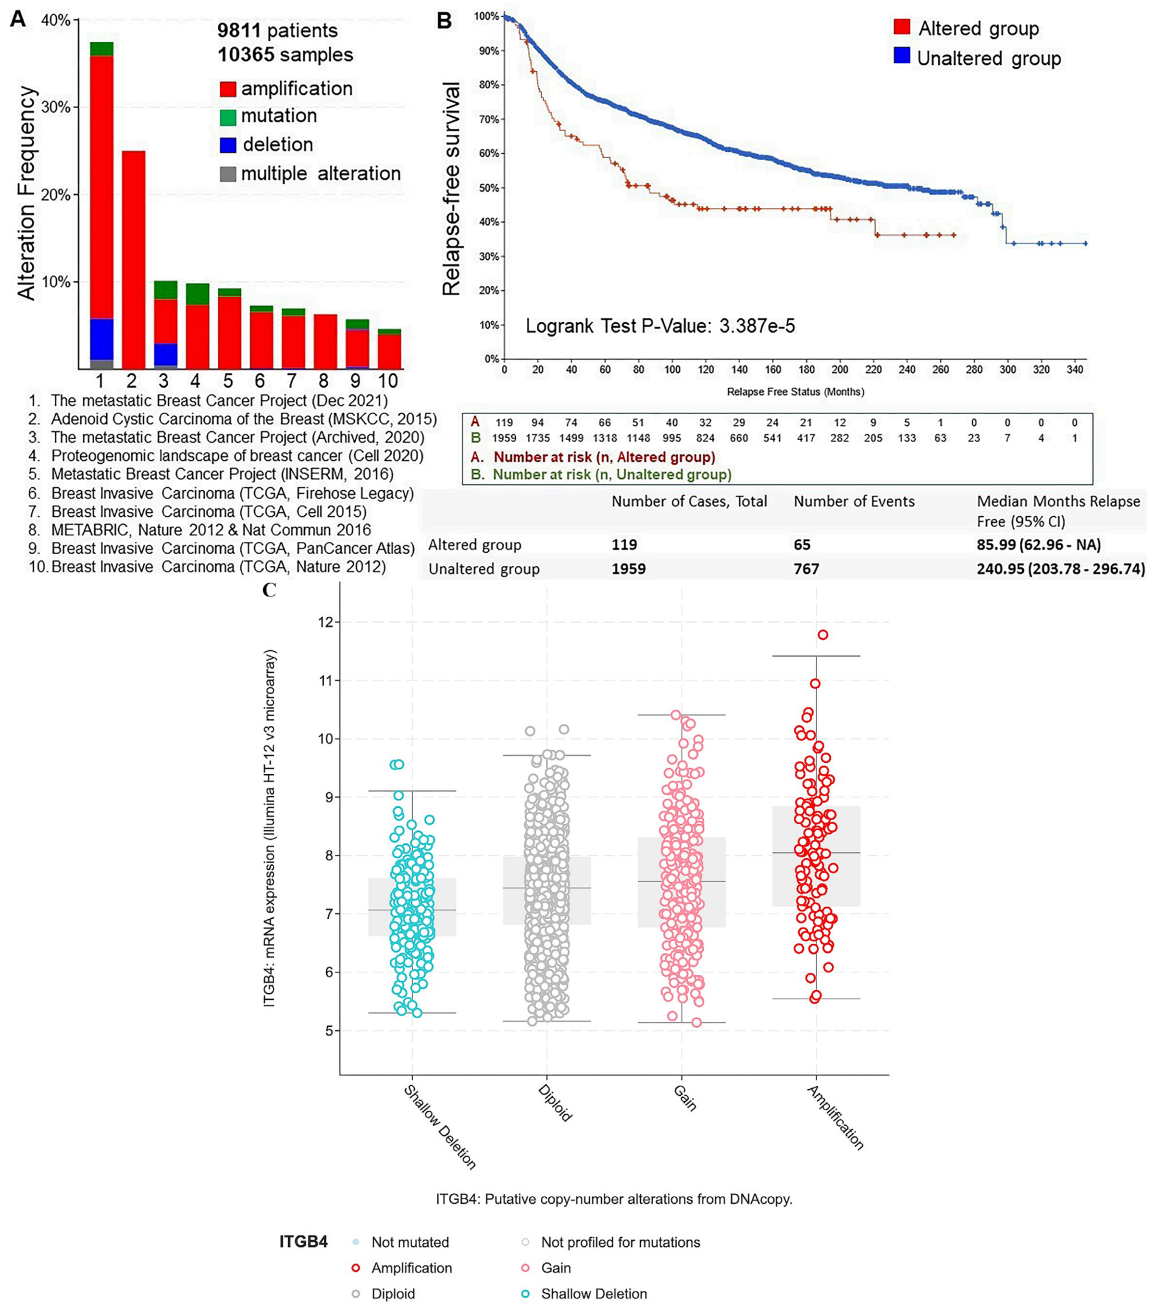 A
40%
30%
20%
10%
Alteration Frequency
9811 patients
10365 samples
amplification
mutation
deletion
multiple alteration
1 2 3 4 5 6 7 8 9 10
1. The metastatic Breast Cancer Project (Dec 2021)
2. Adenoid Cystic Carcinoma of the Breast (MSKCC, 2015)
3. The metastatic Breast Cancer Project (Archived, 2020)
4. Proteogenomic landscape of breast cancer (Cell 2020)
5. Metastatic Breast Cancer Project (INSERM, 2016)
6. Breast Invasive Carcinoma (TCGA, Firehose Legacy)
7. Breast Invasive Carcinoma (TCGA, Cell 2015)
8. METABRIC, Nature 2012 & Nat Commun 2016
9. Breast Invasive Carcinoma (TCGA, PanCancer Atlas)
10. Breast Invasive Carcinoma (TCGA, Nature 2012)
B
100%
90%
80%
70%
60%
50%
40%
30%
20%
10%
0%
Relapse-free survival
Altered group
Unaltered group
Logrank Test P-Value: 3.387e-5
0 20 40 60 80 100 120 140 160 180 200 220 240 260 280 300 320 340
Relapse Free Status (Months)
A 119 94 74 66 51 40 32 29 24 21 12 9 5 1 0 0 0 0
B 1959 1735 1499 1318 1148 995 824 660 541 417 282 205 133 63 23 7 4 1
A. Number at risk (n, Altered group)
B. Number at risk (n, Unaltered group)
Number of Cases, Total Number of Events Median Months Relapse
Free (95% CI)
Altered group 119 65 85.99 (62.96 - NA)
Unaltered group 1959 767 240.95 (203.78 - 296.74)
C
12
11
10
9
8
7
6
5
ITGB4: mRNA expression (Illumina HT-12 v3 microarray)
Shallow Deletion
Diploid
Gain
Amplification
ITGB4: Putative copy-number alterations from DNAcopy.
ITGB4
Not mutated
Not profiled for mutations
Amplification
Gain
Diploid
Shallow Deletion